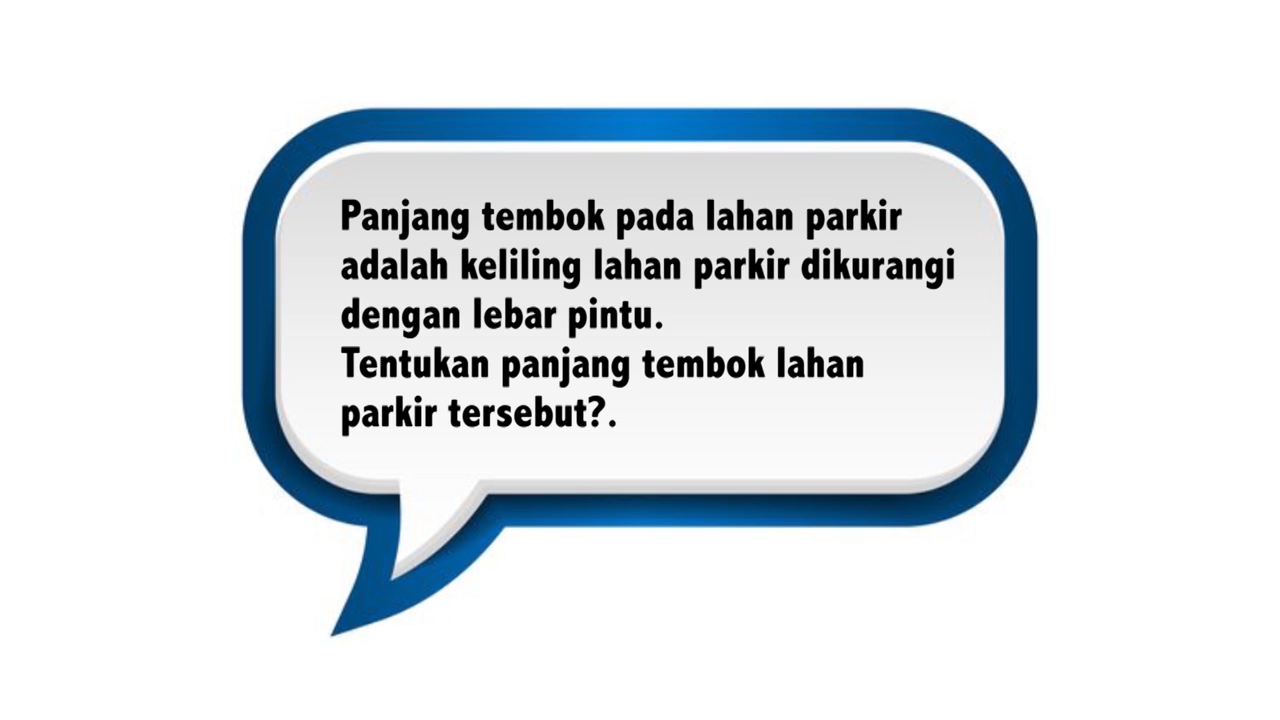 Panjang tembok pada lahan parkir
adalah keliling lahan parkir dikurangi
dengan lebar pintu.
Tentukan panjang tembok lahan
parkir tersebut?.